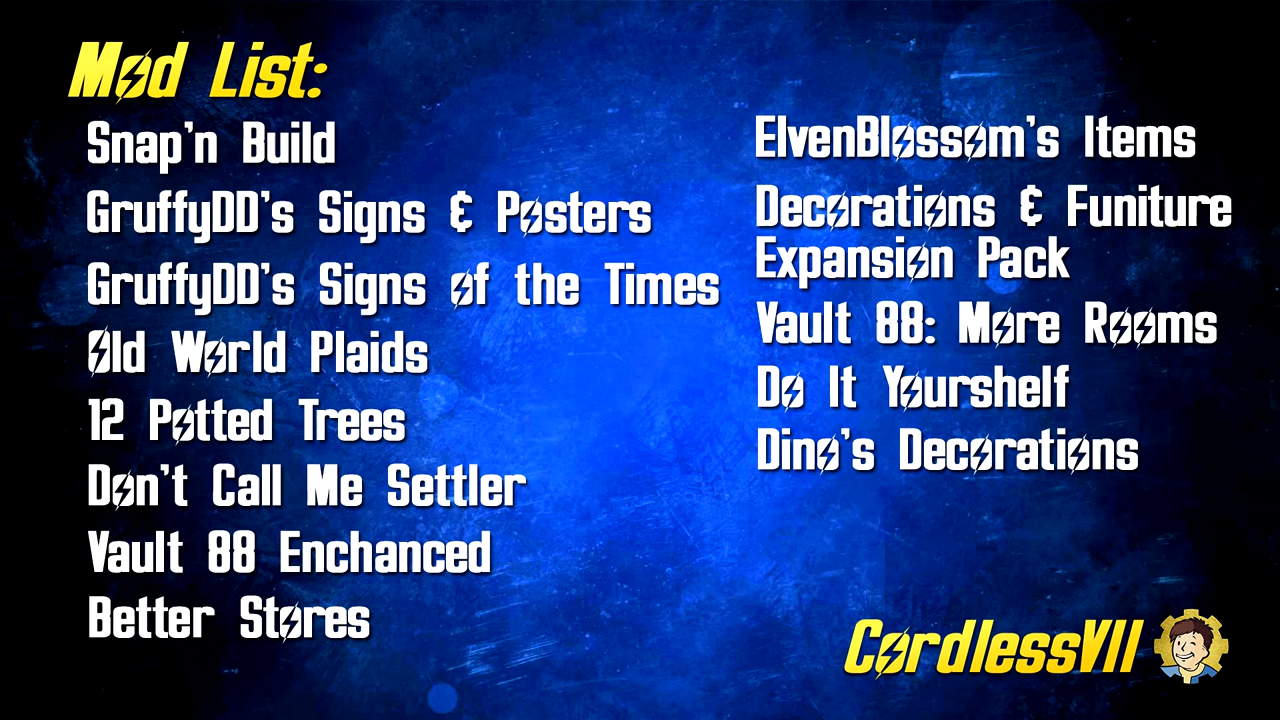 Mod List:
Snap'n Build
GruffyDD's Signs & Posters
GruffyDD's Signs of the Times
Old World Plaids
12 Potted Trees
Don't Call Me Settler
Vault 88 Enchanced
Better Stores
ElvenBlossom's Items
Decorations & Funiture
Expansion Pack
Vault 88: More Rooms
Do It Yourshelf
Dino's Decorations
CordlessVII